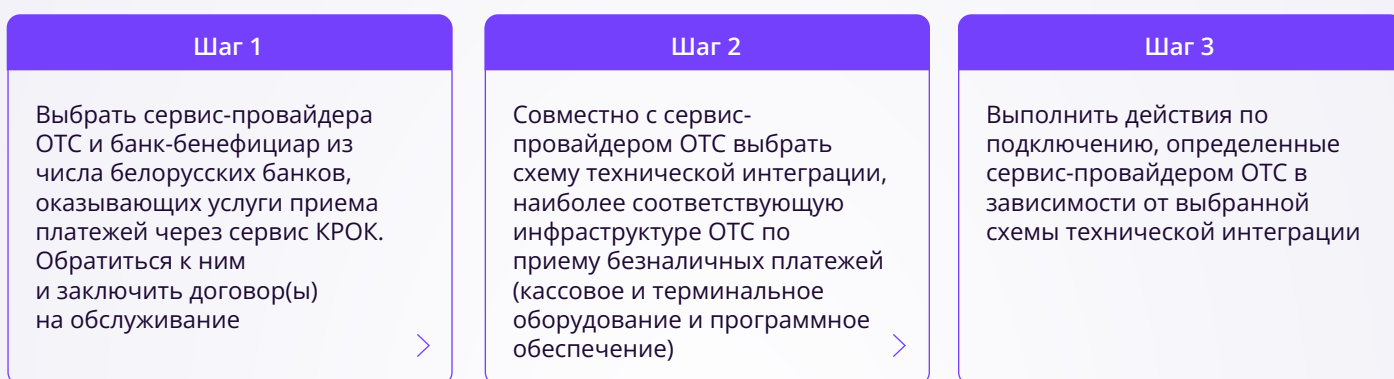 Шаг 1
Выбрать сервис-провайдера
ОТС и банк-бенефициар из
числа белорусских банков,
оказывающих услуги приема
платежей через сервис КРОК.
Обратиться к ним
и заключить договор(ы)
на обслуживание
Шаг 2
Совместно с сервис-
провайдером ОТС выбрать
схему технической интеграции,
наиболее соответствующую
инфраструктуре ОТС по
приему безналичных платежей
(кассовое и терминальное
оборудование и программное
обеспечение)
Шаг 3
Выполнить действия по
подключению, определенные
сервис-провайдером ОТС в
зависимости от выбранной
схемы технической интеграции